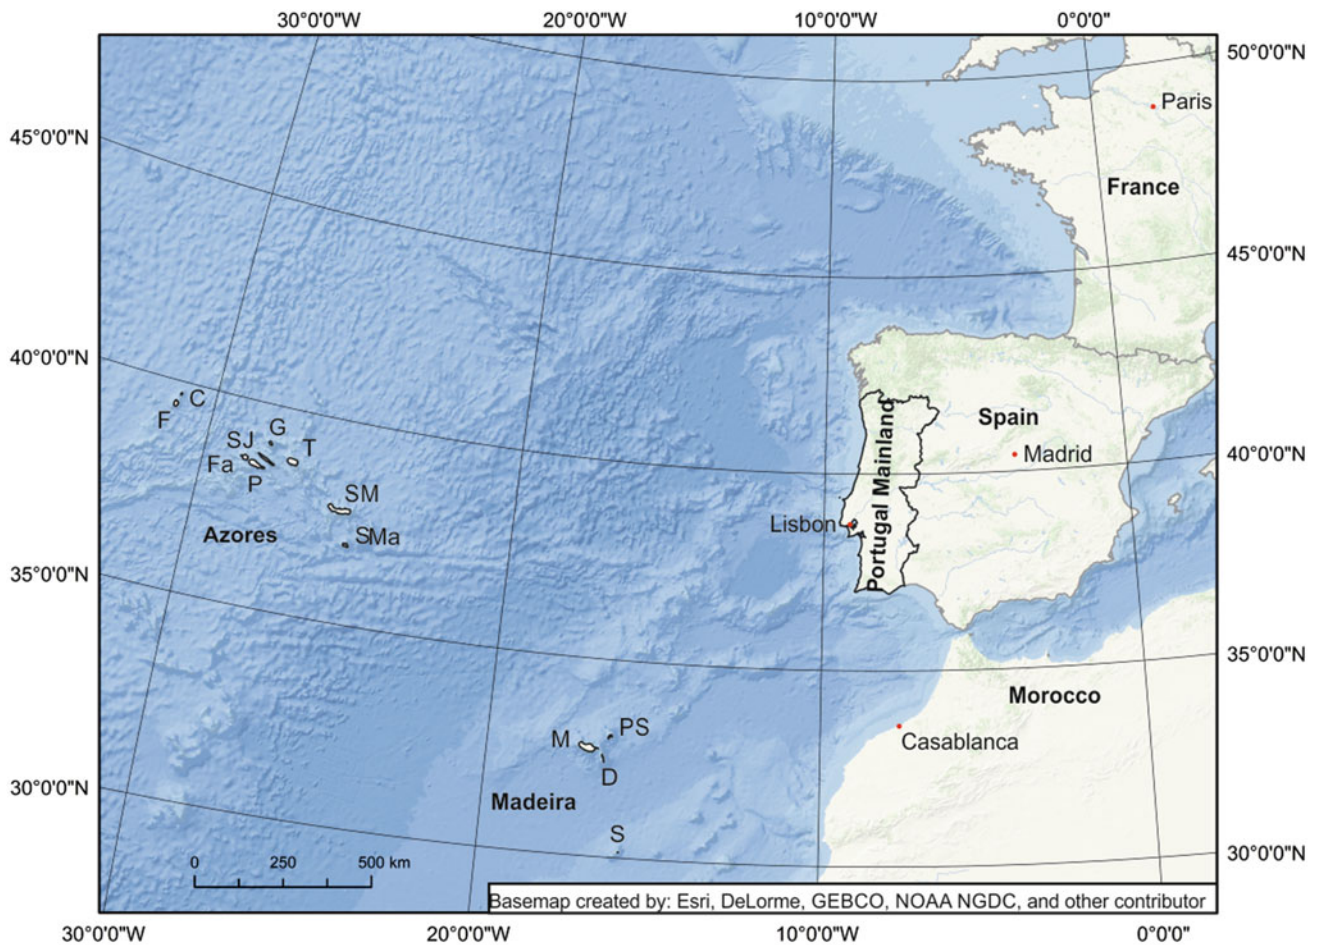 30°0'0"W 20°0'0"W 10°0'0"W 0°0'0"
50°0'0"N
Paris
45°0'0"N
France
45°0'0"N
40°0'0"N
C
F
Spain
G
SJ
T
Madrid
40°0'0"N
Fa
P
Portugal Mainland
SM
Lisbon
Azores
SMa
35°0'0"N
35°0'0"N
Morocco
PS
M
Casablanca
D
30°0'0"N
Madeira
S
0 250 500 km
30°0'0"N
Basemap created by: Esri, DeLorme, GEBCO, NOAA NGDC, and other contributor
30°0'0"W 20°0'0"W 10°0'0"W 0°0'0"